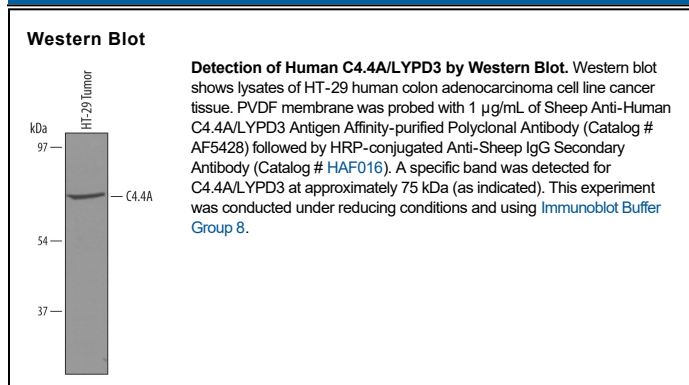 Western Blot
HT-29 Tumor
kDa
97
C4.4A
54
37
Detection of Human C4.4A/LYPD3 by Western Blot. Western blot
shows lysates of HT-29 human colon adenocarcinoma cell line cancer
tissue. PVDF membrane was probed with 1 µg/mL of Sheep Anti-Human
C4.4A/LYPD3 Antigen Affinity-purified Polyclonal Antibody (Catalog #
AF5428) followed by HRP-conjugated Anti-Sheep IgG Secondary
Antibody (Catalog # HAF016). A specific band was detected for
C4.4A/LYPD3 at approximately 75 kDa (as indicated). This experiment
was conducted under reducing conditions and using Immunoblot Buffer
Group 8.